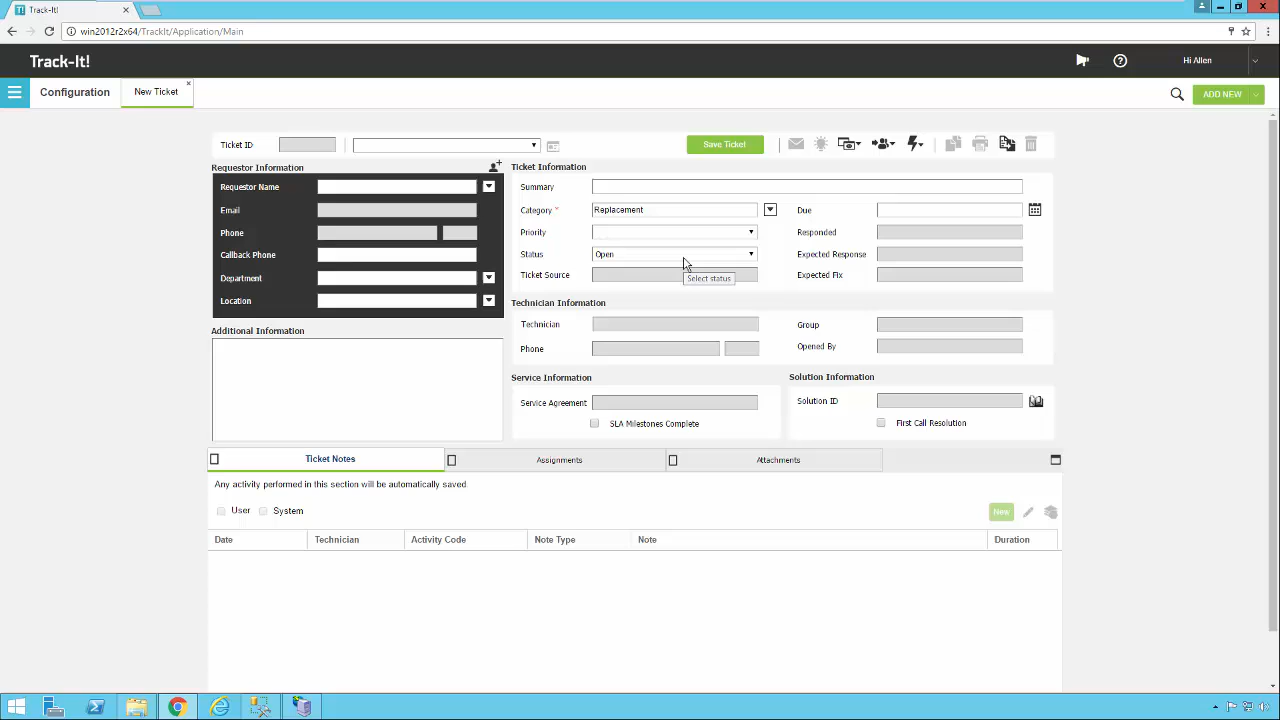 Track-It!
win2012r2x64/TrackIt/Application/Main
Track-It!
Hi Allen
Configuration
New Ticket
ADD NEW
Ticket ID
Save Ticket
Requestor Information
Requestor Name
Email
Phone
Callback Phone
Department
Location
Additional Information
Ticket Information
Summary
Category *
Replacement
Due
Priority
Responded
Status
Open
Expected Response
Ticket Source
Select status
Expected Fix
Technician Information
Technician
Group
Phone
Opened By
Service Information
Service Agreement
SLA Milestones Complete
Solution Information
Solution ID
First Call Resolution
Ticket Notes
Assignments
Attachments
Any activity performed in this section will be automatically saved
User
System
New
Date
Technician
Activity Code
Note Type
Note
Duration